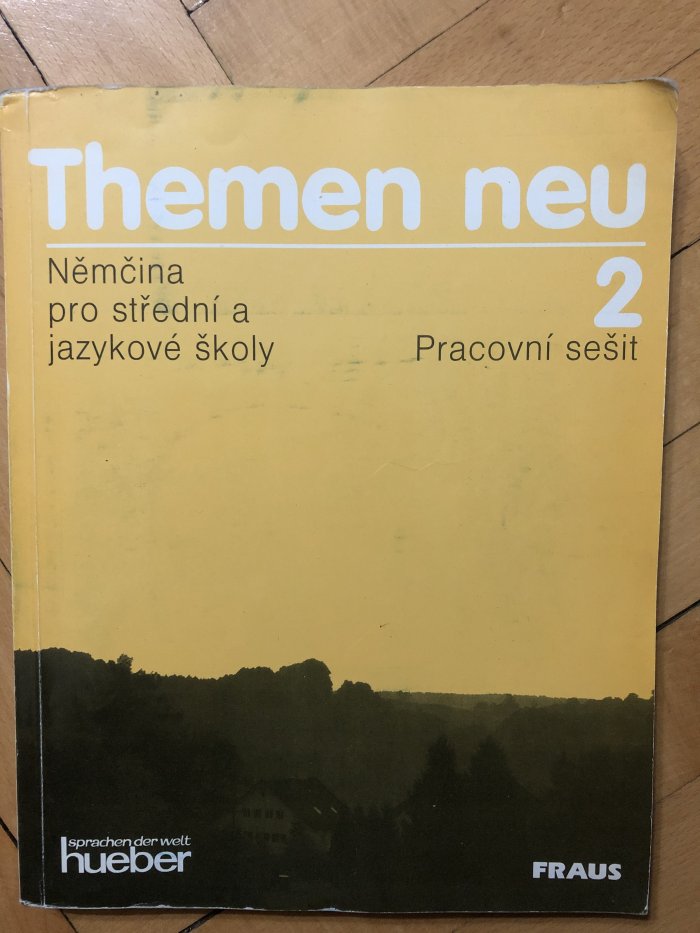 Themen neu
2
Němčina
pro střední a
jazykové školy
Pracovní sešit
sprachen der welt
hueber
FRAUS